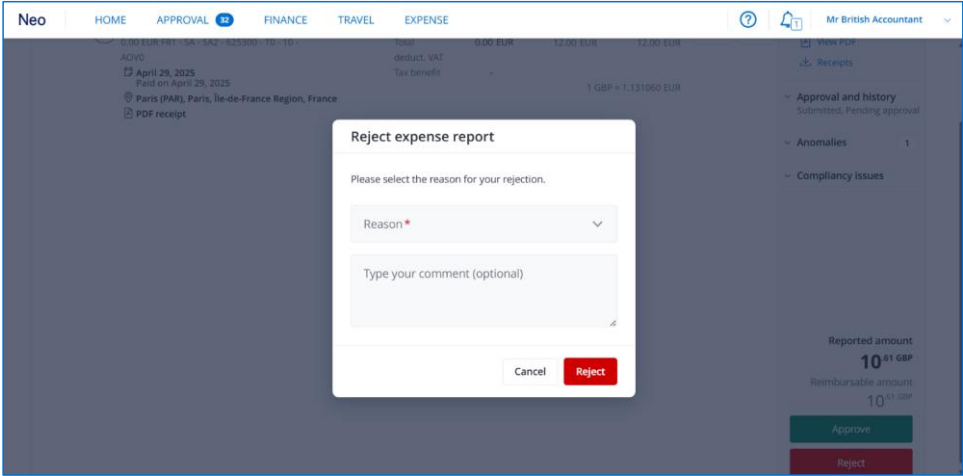 Neo HOME APPROVAL 32 FINANCE TRAVEL EXPENSE 1 Mr British Accountant
0,00 EUR FR1 - SA - SA2 - 625300 - 10 - 10 - Total 0.00 EUR 12.00 EUR 12.00 EUR
AOV0 deduct. VAT
April 29, 2025 Tax benefit -
Paid on April 29, 2025
1 GBP = 1.131060 EUR
Paris (PAR), Paris, Île-de-France Region, France
PDF receipt
View PDF
Receipts
Approval and history
Submitted, Pending approval
Anomalies 1
Compliancy issues
Reject expense report
Please select the reason for your rejection.
Reason*
Type your comment (optional)
Cancel Reject
Reported amount
10.61 GBP
Reimbursable amount
10.61 GBP
Approve
Reject